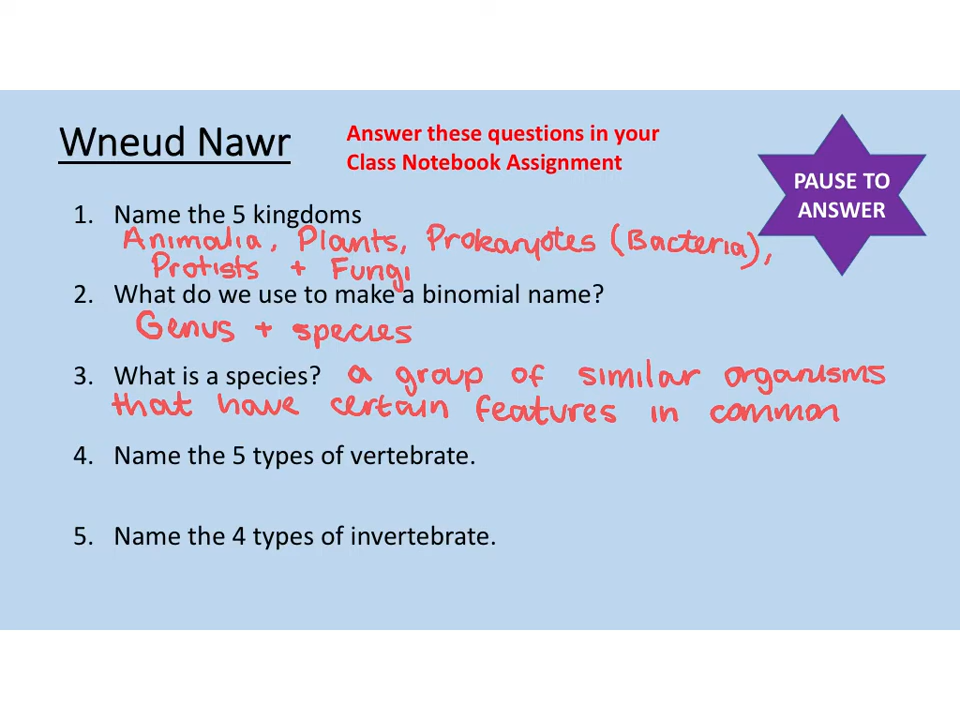 Wneud Nawr
Answer these questions in your
Class Notebook Assignment
PAUSE TO
ANSWER
1. Name the 5 kingdoms
Animalia, Plants, Prokaryotes (Bacteria),
Protists + Fungi
2. What do we use to make a binomial name?
Genus + species
3. What is a species? a group of similar organisms
that have certain features in common
4. Name the 5 types of vertebrate.
5. Name the 4 types of invertebrate.